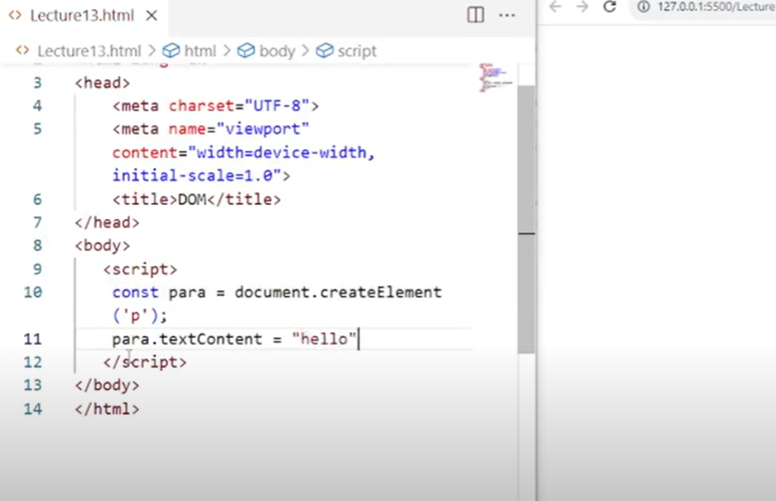 <> Lecture13.html ×
127.0.0.1:5500/Lecture
<> Lecture13.html > html > body > script
3 <head>
4 <meta charset="UTF-8">
5 <meta name="viewport"
content="width=device-width,
initial-scale=1.0">
6 <title>DOM</title>
7 </head>
8 <body>
9 <script>
10 const para = document.createElement
('p');
11 para.textContent = "hello"
12 </script>
13 </body>
14 </html>